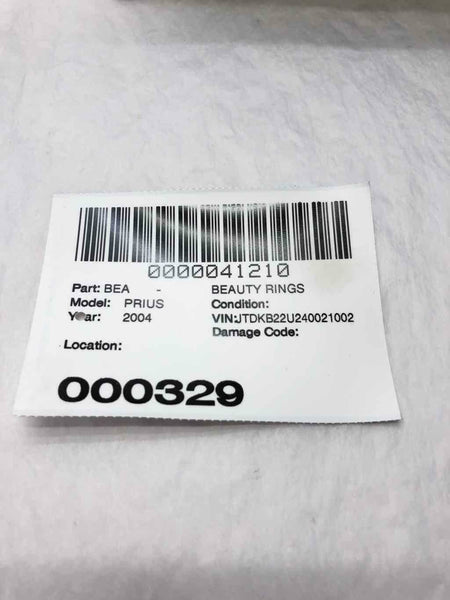 0000041210
Part: BEA - BEAUTY RINGS
Model: PRIUS Condition:
Year: 2004 VIN:JTDKB22U240021002
Damage Code:
Location:
000329